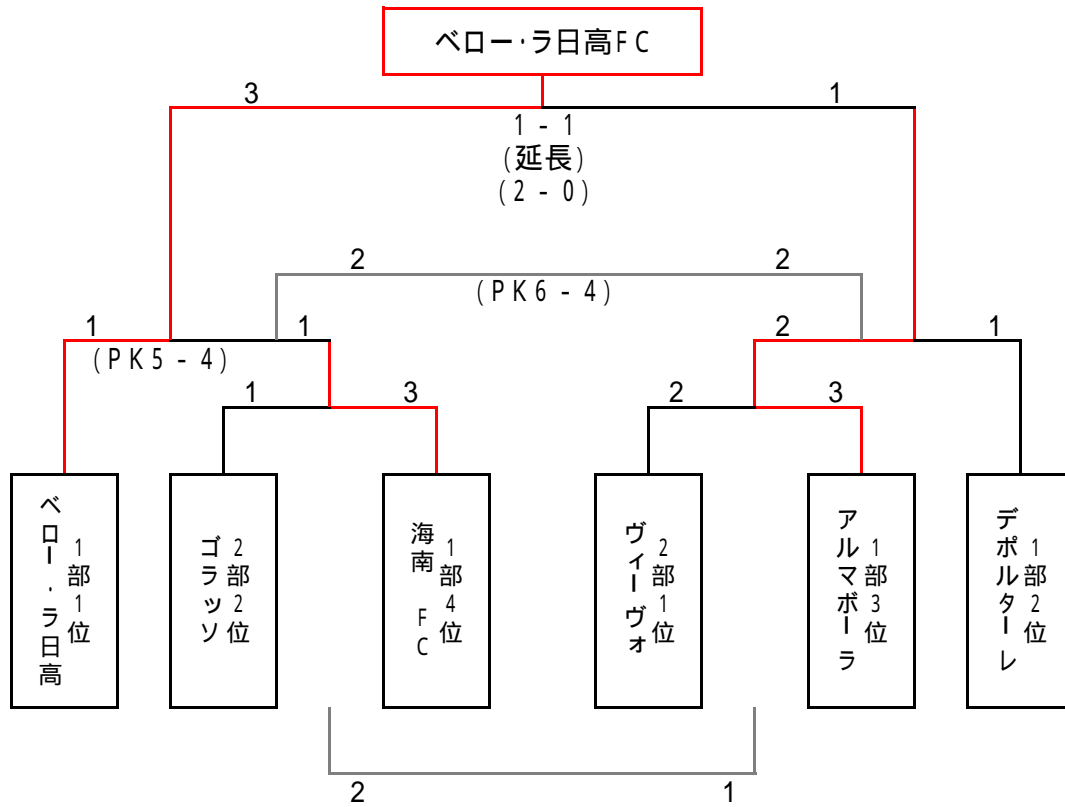 ベロー・ラ日高FC
3
1
1-1
(延長)
(2-0)
2
2
(PK6-4)
1
1
2
1
(PK5-4)
1
3
2
3
1部1位
ベロー・ラ日高
2部2位
ゴラッソ
1部4位
海南 FC
2部1位
ヴィーヴォ
1部3位
アルマボーラ
1部2位
デポルターレ
2
1